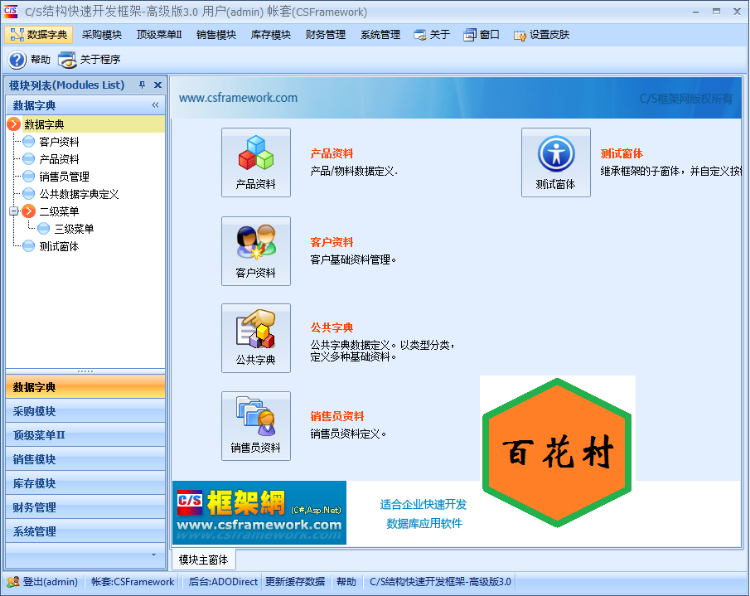 C/S结构快速开发框架-高级版3.0 用户(admin) 帐套(CSFramework)
数据字典 采购模块 顶级菜单II 销售模块 库存模块 财务管理 系统管理 关于 窗口 设置皮肤
帮助 关于程序
模块列表(Modules List)
数据字典
数据字典
客户资料
产品资料
销售员管理
公共数据字典定义
二级菜单
三级菜单
测试窗体
数据字典
采购模块
顶级菜单II
销售模块
库存模块
财务管理
系统管理
www.csframework.com
C/S框架网版权所有
产品资料
产品资料
产品/物料数据定义.
测试窗体
测试窗体
继承框架的子窗体，并自定义按
客户资料
客户资料
客户基础资料管理。
公共字典
公共字典
公共字典数据定义。以类型分类，
定义多种基础资料。
销售员资料
销售员资料
销售员资料定义。
百花村
C/S 框架網 (C#,Asp.Net)
www.csframework.com
适合企业快速开发
数据库应用软件
模块主窗体
登出(admin) 帐套:CSFramework 后台:ADODirect 更新缓存数据 帮助 C/S结构快速开发框架-高级版3.0